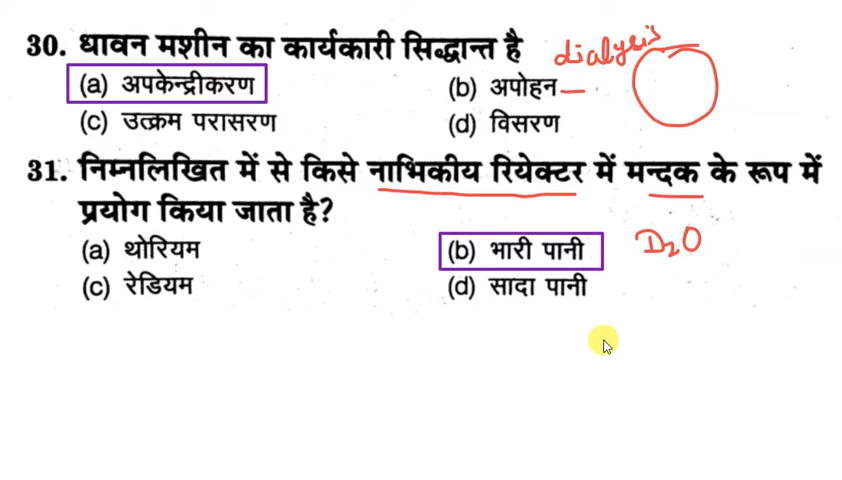 30. धावन मशीन का कार्यकारी सिद्धान्त है dialysis
(a) अपकेन्द्रीकरण (b) अपोहन
(c) उत्क्रम परासरण (d) विसरण
31. निम्नलिखित में से किसे नाभिकीय रियेक्टर में मन्दक के रूप में
प्रयोग किया जाता है?
(a) थोरियम (b) भारी पानी D₂O
(c) रेडियम (d) सादा पानी